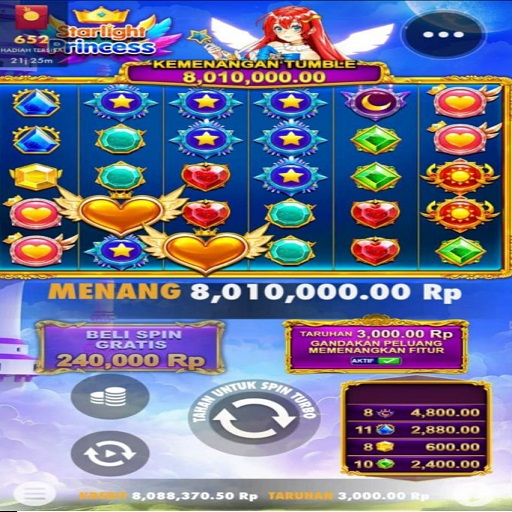 652
HADIAH TERSISA
21j 25m
Starlight
Princess
KEMENANGAN TUMBLE
8,010,000.00
MENANG 8,010,000.00 Rp
BELI SPIN
GRATIS
240,000 Rp
TARUHAN 3,000.00 Rp
GANDAKAN PELUANG
MEMENANGKAN FITUR
AKTIF
TAHAN UNTUK SPIN TURBO
8 4,800.00
11 2,880.00
8 600.00
10 2,400.00
8,088,370.50 Rp TARUHAN 3,000.00 Rp